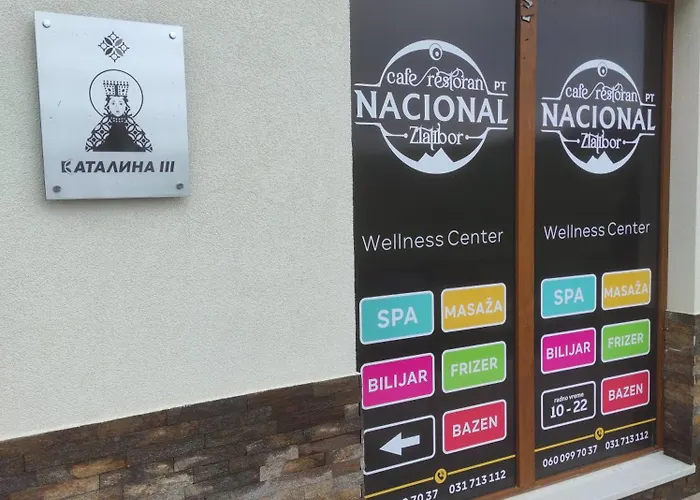 КАТАЛИНА III
cafe restoran PT
NACIONAL
Zlatibor
Wellness Center
SPA
MASAŽA
BILIJAR
FRIZER
BAZEN
70 37
031 713 112
cafe restoran PT
NACIONAL
Zlatibor
Wellness Center
SPA
MASAŽA
BILIJAR
FRIZER
radno vreme
10 - 22
BAZEN
060 099 70 37
031 713 112